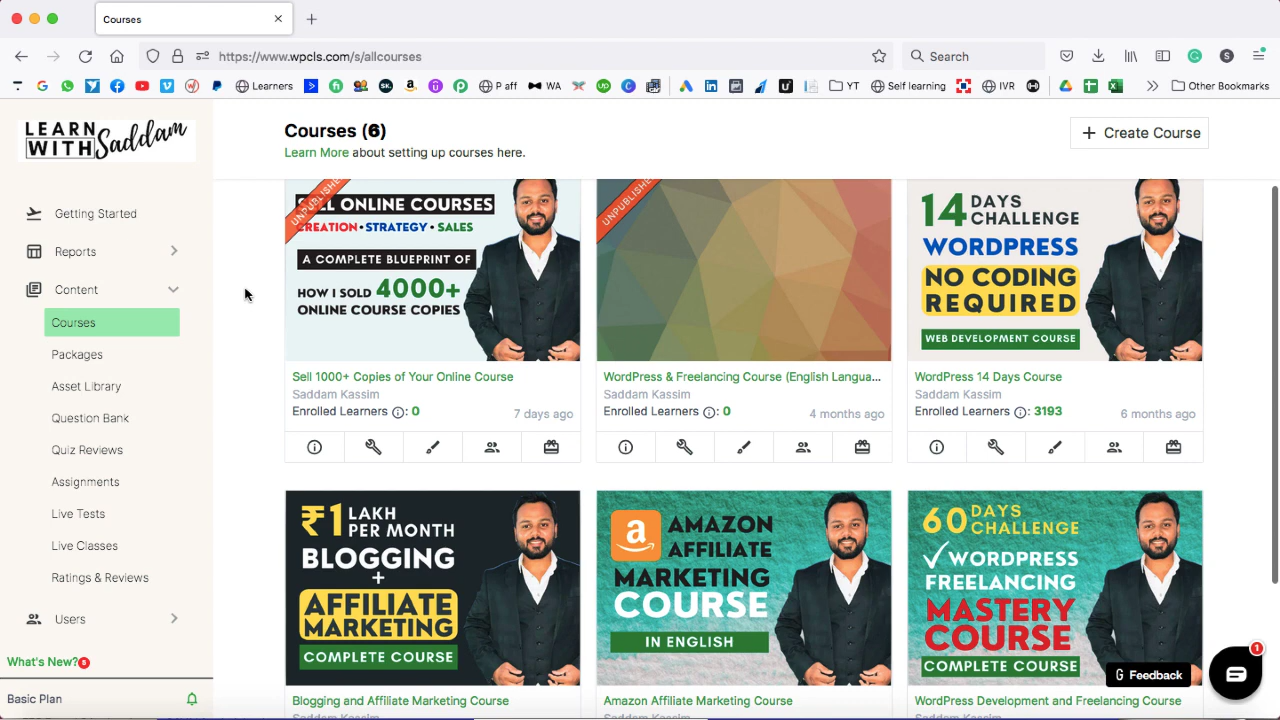 Courses
https://www.wpcls.com/s/allcourses
Search
Learners
P aff
WA
YT
Self learning
IVR
Other Bookmarks
LEARN
WITH Saddam
Getting Started
Reports
Content
Courses
Packages
Asset Library
Question Bank
Quiz Reviews
Assignments
Live Tests
Live Classes
Ratings & Reviews
Users
What's New? 8
Basic Plan
Courses (6)
Learn More about setting up courses here.
+ Create Course
UNPUBLISHE
SELL ONLINE COURSES
CREATION • STRATEGY • SALES
A COMPLETE BLUEPRINT OF
HOW I SOLD 4000+
ONLINE COURSE COPIES
Sell 1000+ Copies of Your Online Course
Saddam Kassim
Enrolled Learners : 0
7 days ago
UNPUBLISHE
WordPress & Freelancing Course (English Langua...
Saddam Kassim
Enrolled Learners : 0
4 months ago
14 DAYS
CHALLENGE
WORDPRESS
NO CODING
REQUIRED
WEB DEVELOPMENT COURSE
WordPress 14 Days Course
Saddam Kassim
Enrolled Learners : 3193
6 months ago
₹1 LAKH
PER MONTH
BLOGGING
+
AFFILIATE
MARKETING
COMPLETE COURSE
Blogging and Affiliate Marketing Course
a AMAZON
AFFILIATE
MARKETING
COURSE
IN ENGLISH
Amazon Affiliate Marketing Course
60 DAYS
CHALLENGE
WORDPRESS
FREELANCING
MASTERY
COURSE
COMPLETE COURSE
WordPress Development and Freelancing Course
Feedback
1